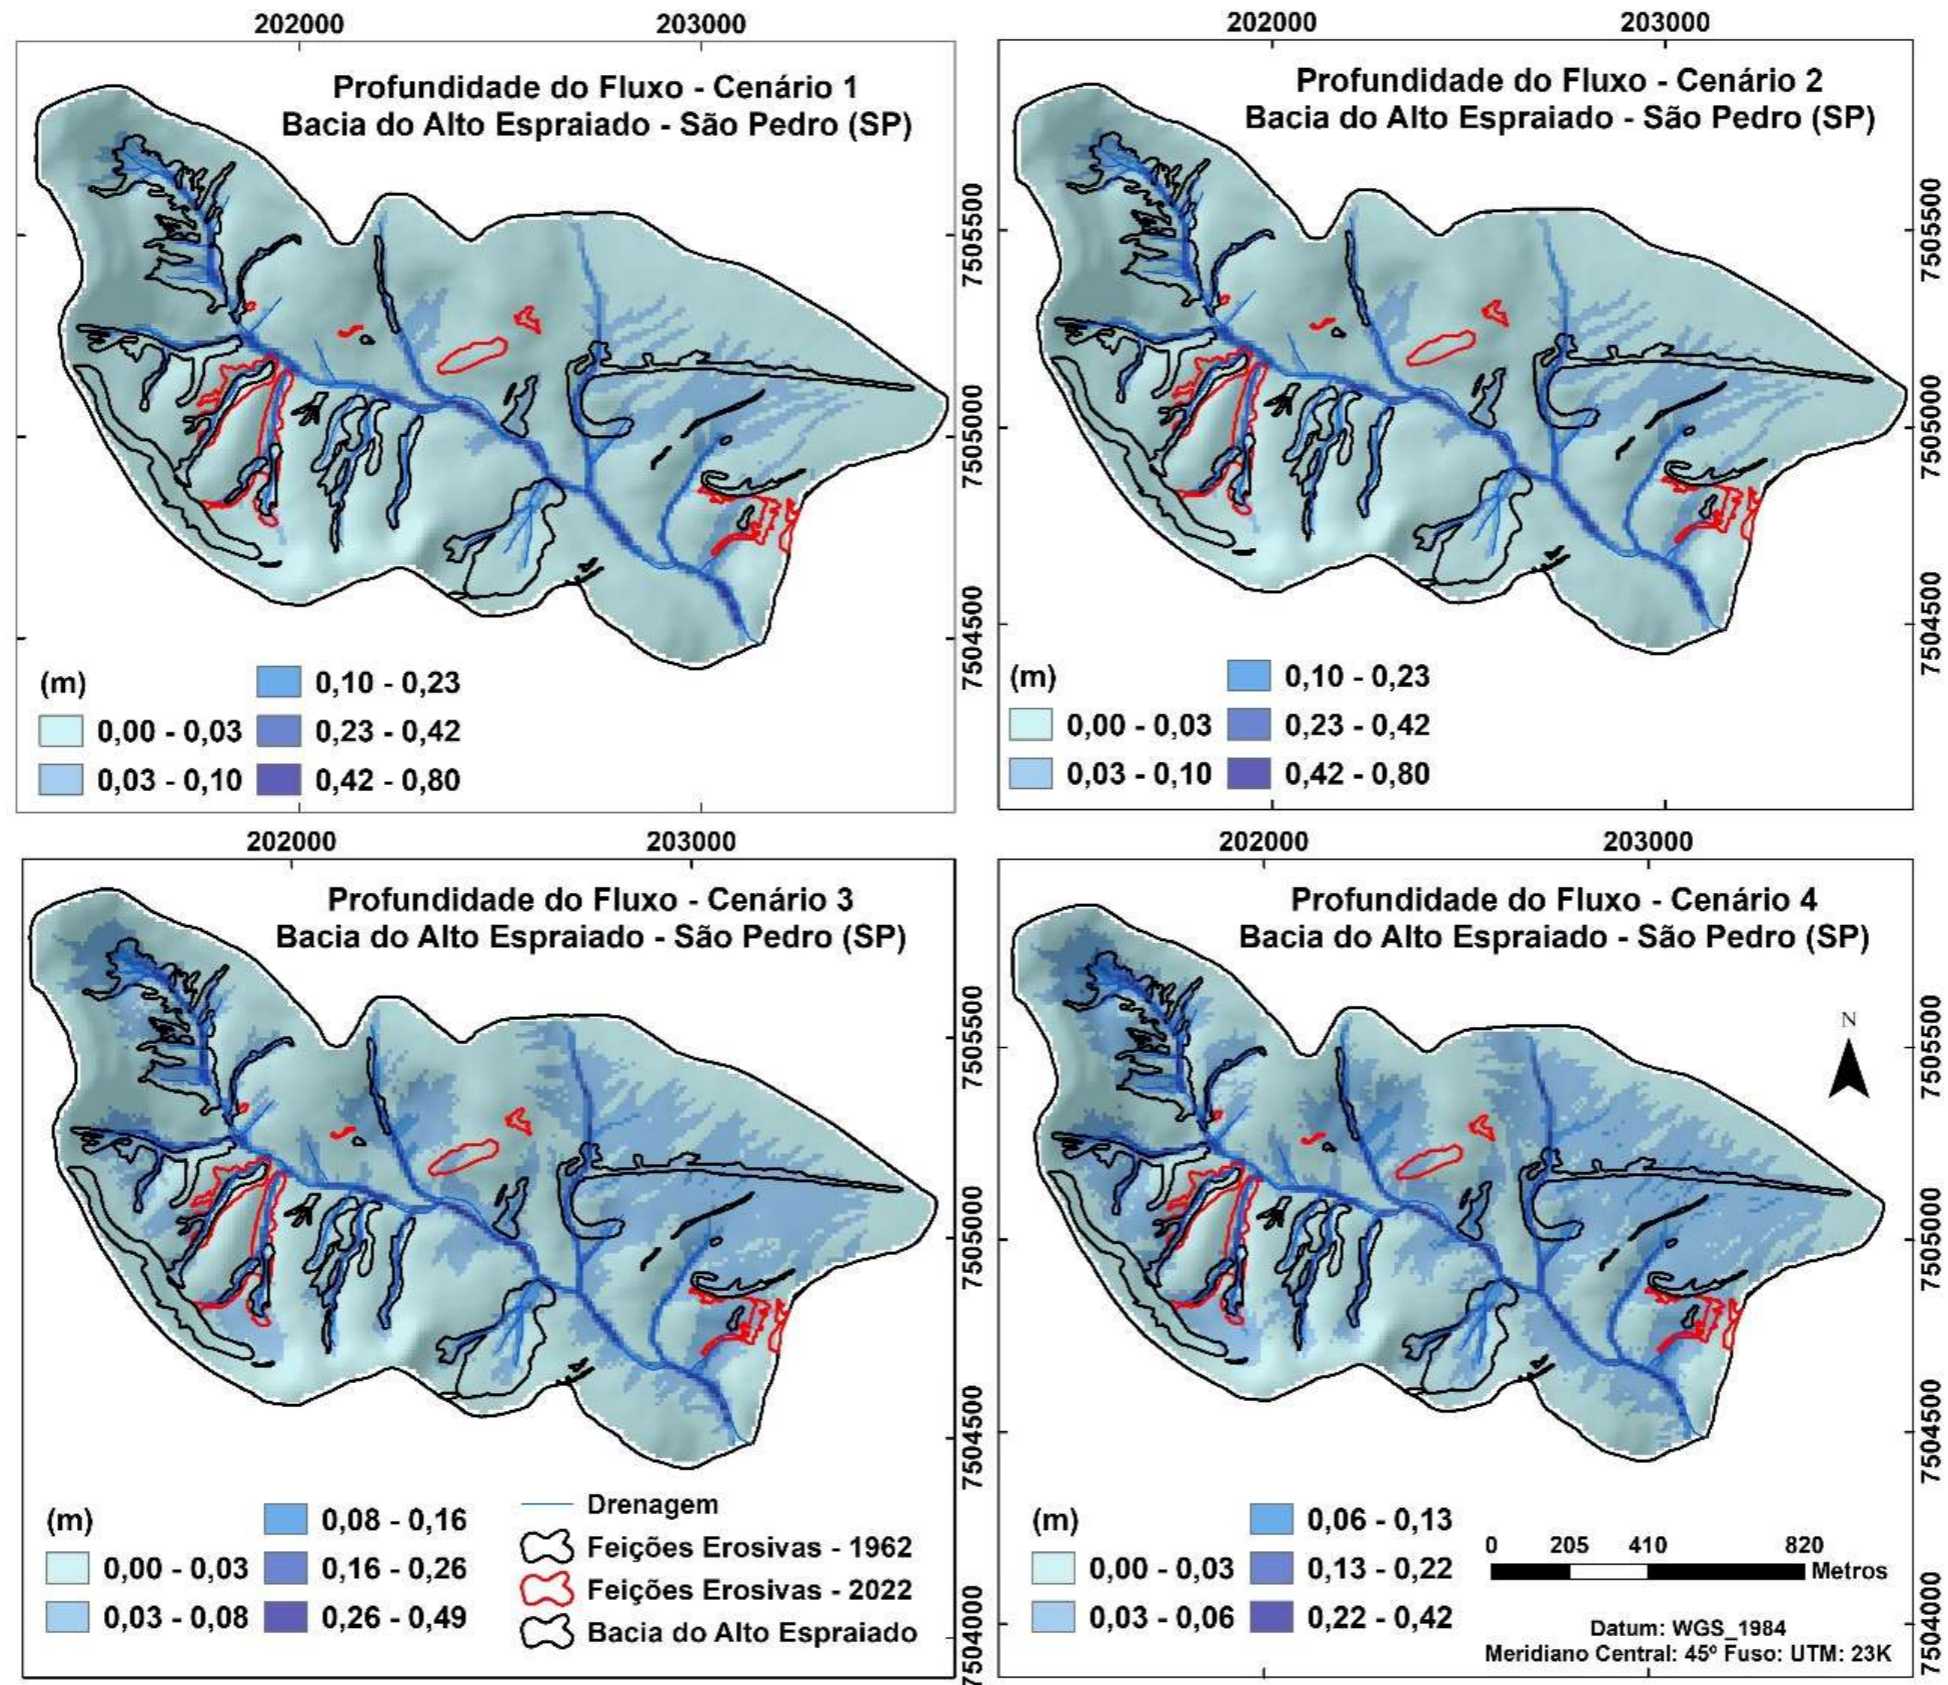 202000
203000
Profundidade do Fluxo - Cenário 1
Bacia do Alto Espraiado - São Pedro (SP)
7505500
7505000
7504500
(m)
0,00 - 0,03
0,03 - 0,10
0,10 - 0,23
0,23 - 0,42
0,42 - 0,80
202000
203000
Profundidade do Fluxo - Cenário 2
Bacia do Alto Espraiado - São Pedro (SP)
7505500
7505000
7504500
(m)
0,00 - 0,03
0,03 - 0,10
0,10 - 0,23
0,23 - 0,42
0,42 - 0,80
202000
203000
Profundidade do Fluxo - Cenário 3
Bacia do Alto Espraiado - São Pedro (SP)
7505500
7505000
7504500
7504000
(m)
0,00 - 0,03
0,03 - 0,08
0,08 - 0,16
0,16 - 0,26
0,26 - 0,49
Drenagem
Feições Erosivas - 1962
Feições Erosivas - 2022
Bacia do Alto Espraiado
202000
203000
Profundidade do Fluxo - Cenário 4
Bacia do Alto Espraiado - São Pedro (SP)
N
7505500
7505000
7504500
7504000
(m)
0,00 - 0,03
0,03 - 0,06
0,06 - 0,13
0,13 - 0,22
0,22 - 0,42
0 205 410 820
Metros
Datum: WGS_1984
Meridiano Central: 45º Fuso: UTM: 23K